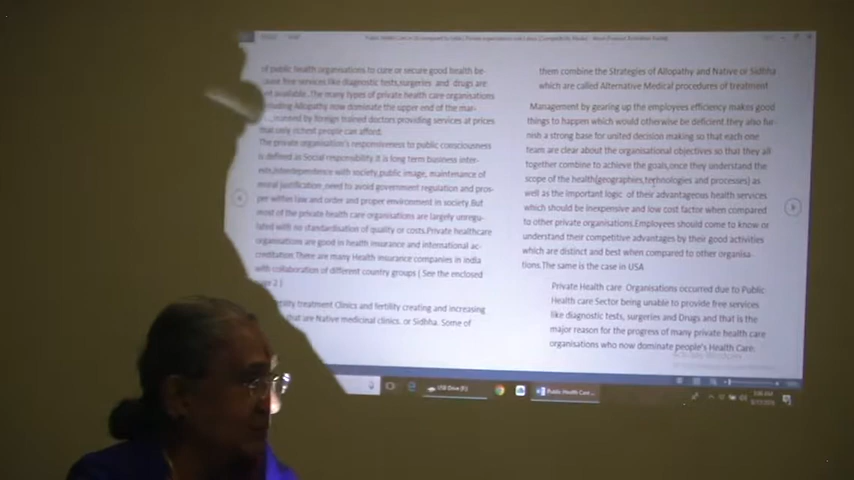 of public health organisations to cure or secure good health be-
cause free services like diagnostic tests,surgeries and drugs are
not available .The many types of private health care organisations
including Allopathy now dominate the upper end of the mar-
manned by foreign trained doctors providing services at prices
that only richest people can afford.
The private organisation's responsiveness to public consciousness
is defined as Social responsibility. It is long term business inter-
ests,Interdependence with society,public image, maintenance of
moral justification ,need to avoid government regulation and pros-
per within law and order and proper environment in society.But
most of the private health care organisations are largely unregu-
lated with no standardisation of quality or costs.Private healthcare
organisations are good in health insurance and international ac-
creditation.There are many Health insurance companies in india
with collaboration of different country groups ( See the enclosed
page 2 )
Fertility treatment Clinics and fertility creating and increasing
that are Native medicinal clinics. or Sidhha. Some of
them combine the Strategies of Allopathy and Native or Sidhha
which are called Alternative Medical procedures of treatment
Management by gearing up the employees efficiency makes good
things to happen which would otherwise be deficient.they also fur-
nish a strong base for united decision making so that each one
team are clear about the organisational objectives so that they all
together combine to achieve the goals,once they understand the
scope of the health(geographies,technologies and processes) as
well as the important logic of their advantageous health services
which should be inexpensive and low cost factor when compared
to other private organisations.Employees should come to know or
understand their competitive advantages by their good activities
which are distinct and best when compared to other organisa-
tions.The same is the case in USA
Private Health care Organisations occurred due to Public
Health care Sector being unable to provide free services
like diagnostic tests, surgeries and Drugs and that is the
major reason for the progress of many private health care
organisations who now dominate people's Health Care.
USB Drive (F:)
Public Health Care ...